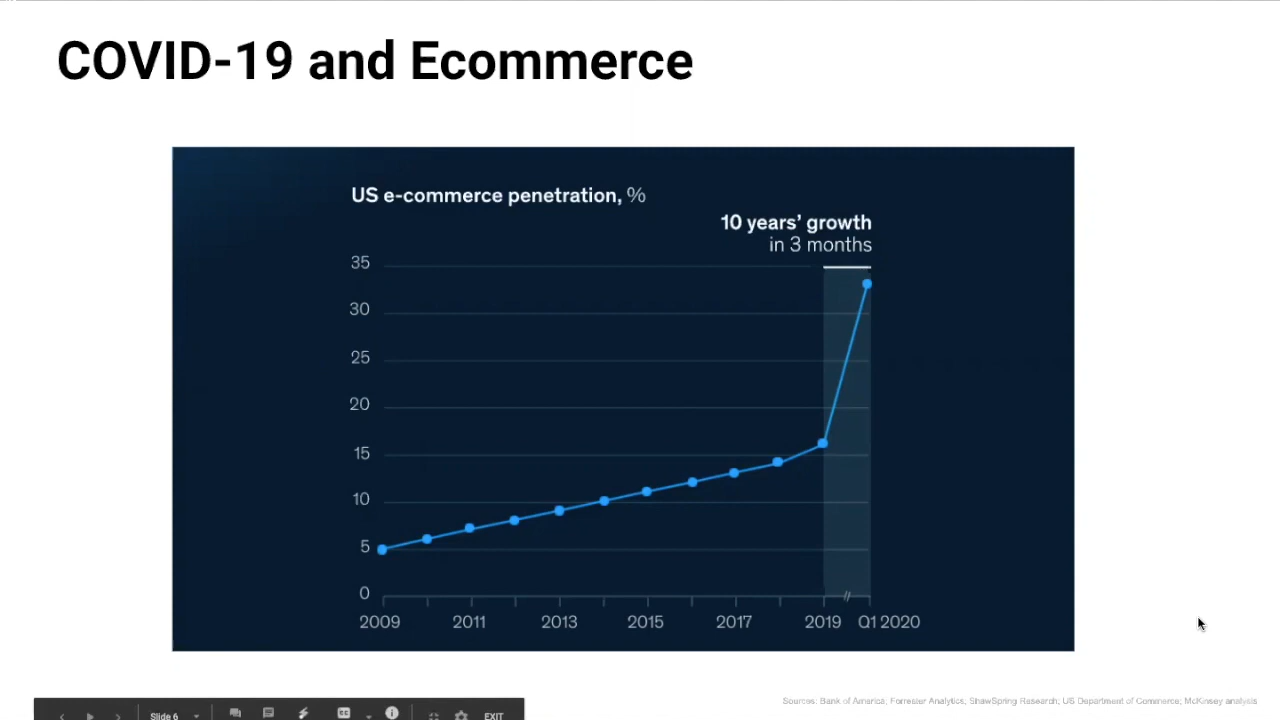 COVID-19 and Ecommerce
US e-commerce penetration, %
10 years’ growth
in 3 months
35
30
25
20
15
10
5
0
2009 2011 2013 2015 2017 2019 Q1 2020
Sources: Bank of America; Forrester Analytics, ShawSpring Research; US Department of Commerce; McKinsey analysis
Slide 6 EXIT